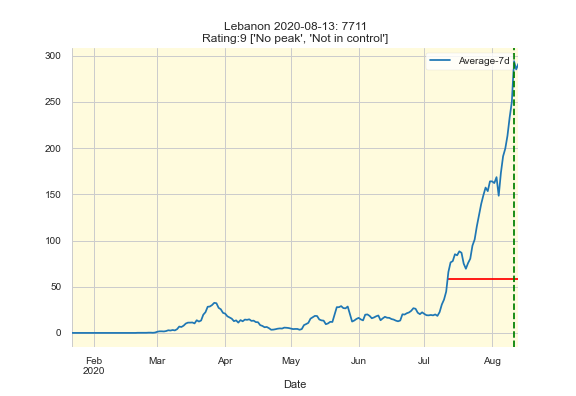 Lebanon 2020-08-13: 7711
Rating:9 ['No peak', 'Not in control']
Average-7d
300
250
200
150
100
50
0
Feb
2020
Mar
Apr
May
Jun
Jul
Aug
Date